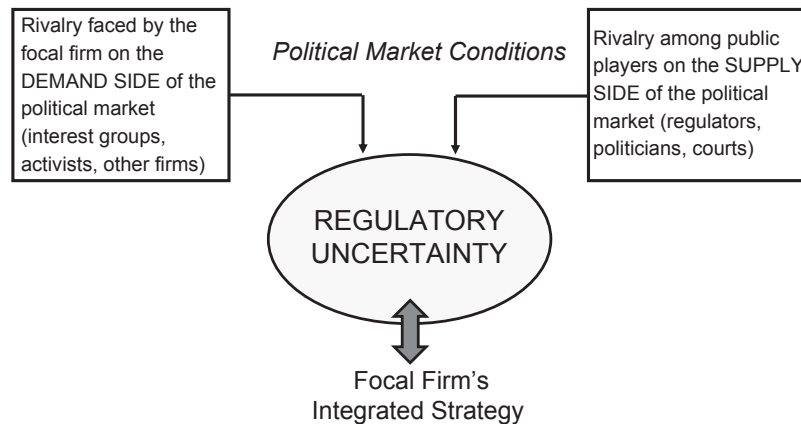 Rivalry faced by the
focal firm on the
DEMAND SIDE of the
political market
(interest groups,
activists, other firms)
Political Market Conditions
Rivalry among public
players on the SUPPLY
SIDE of the political
market (regulators,
politicians, courts)
REGULATORY
UNCERTAINTY
Focal Firm's
Integrated Strategy